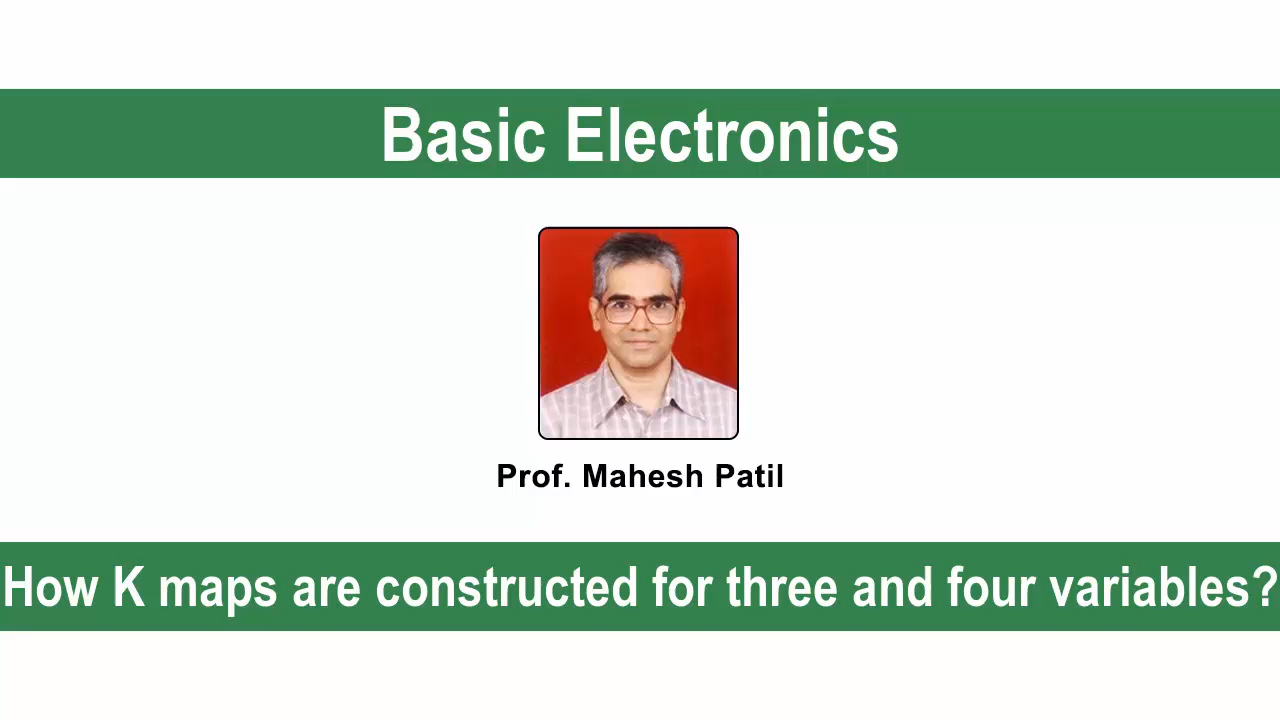 Basic Electronics
Prof. Mahesh Patil
How K maps are constructed for three and four variables?